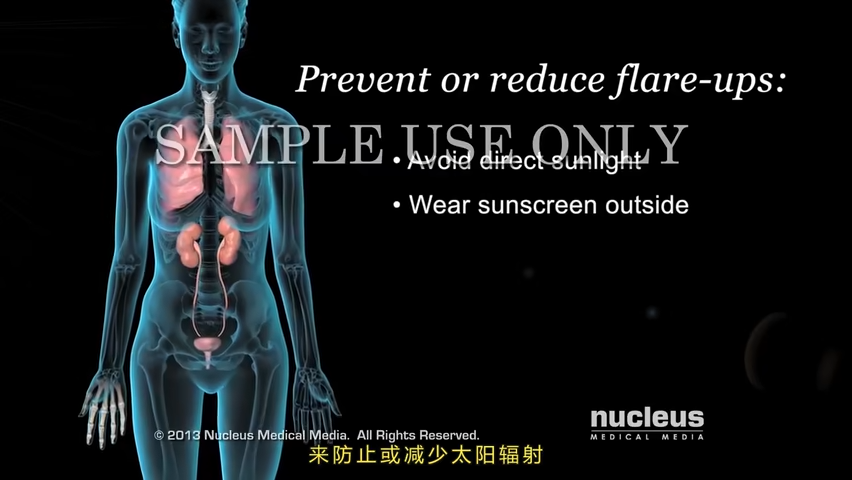 Prevent or reduce flare-ups:
SAMPLE USE ONLY
• Avoid direct sunlight
• Wear sunscreen outside
nucleus
MEDICAL MEDIA
© 2013 Nucleus Medical Media. All Rights Reserved.
来防止或减少太阳辐射